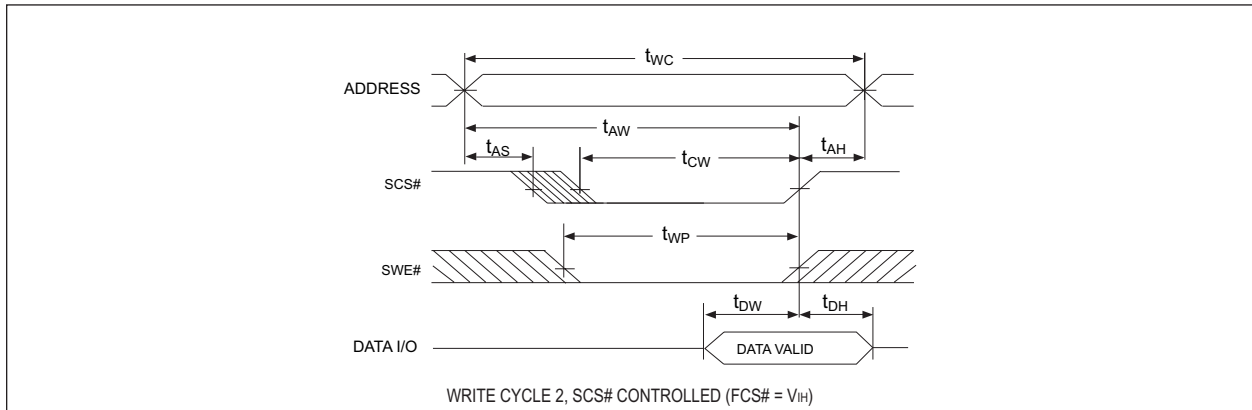 tWC
ADDRESS
tAW
tAS
tCW
tAH
SCS#
tWP
SWE#
tDW
tDH
DATA I/O
DATA VALID
WRITE CYCLE 2, SCS# CONTROLLED (FCS# = VIH)